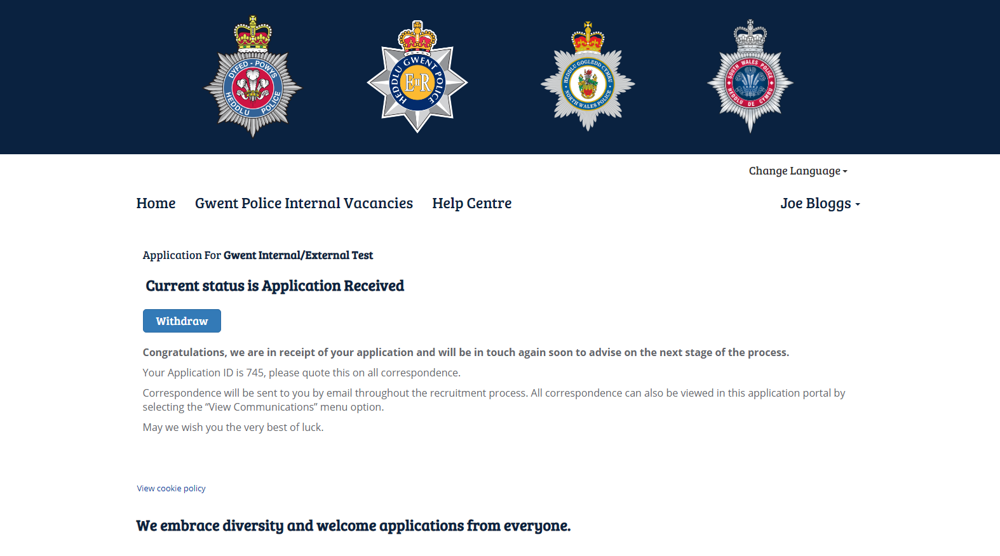 DYFED - POWYS
HEDDLU POLICE
HEDDLU GWENT POLICE
E II R
HEDDLU GOGLEDD CYMRU
NORTH WALES POLICE
SOUTH WALES POLICE
HEDDLU DE CYMRU
Change Language
Home Gwent Police Internal Vacancies Help Centre Joe Bloggs
Application For Gwent Internal/External Test
Current status is Application Received
Withdraw
Congratulations, we are in receipt of your application and will be in touch again soon to advise on the next stage of the process.
Your Application ID is 745, please quote this on all correspondence.
Correspondence will be sent to you by email throughout the recruitment process. All correspondence can also be viewed in this application portal by
selecting the “View Communications” menu option.
May we wish you the very best of luck.
View cookie policy
We embrace diversity and welcome applications from everyone.